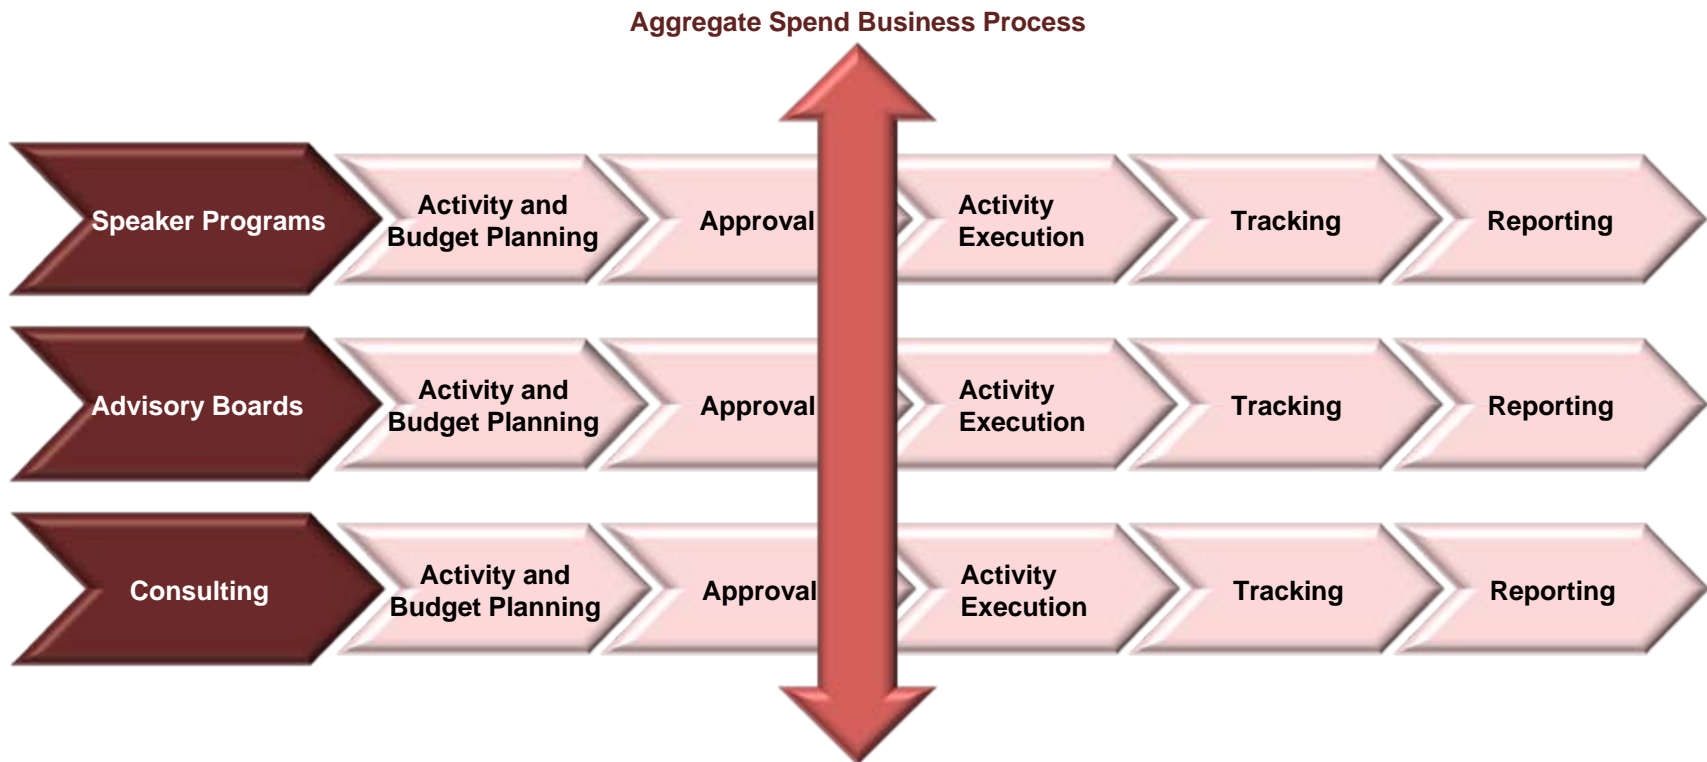 Aggregate Spend Business Process
Speaker Programs
Activity and
Budget Planning
Approval
Activity
Execution
Tracking
Reporting
Advisory Boards
Activity and
Budget Planning
Approval
Activity
Execution
Tracking
Reporting
Consulting
Activity and
Budget Planning
Approval
Activity
Execution
Tracking
Reporting